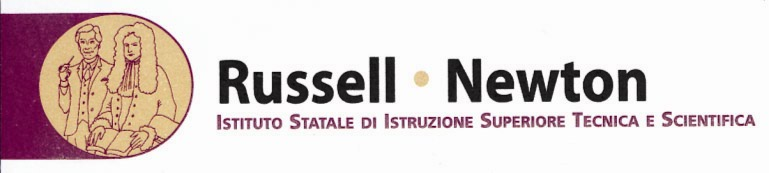 Russell • Newton
Istituto Statale di Istruzione Superiore Tecnica e Scientifica